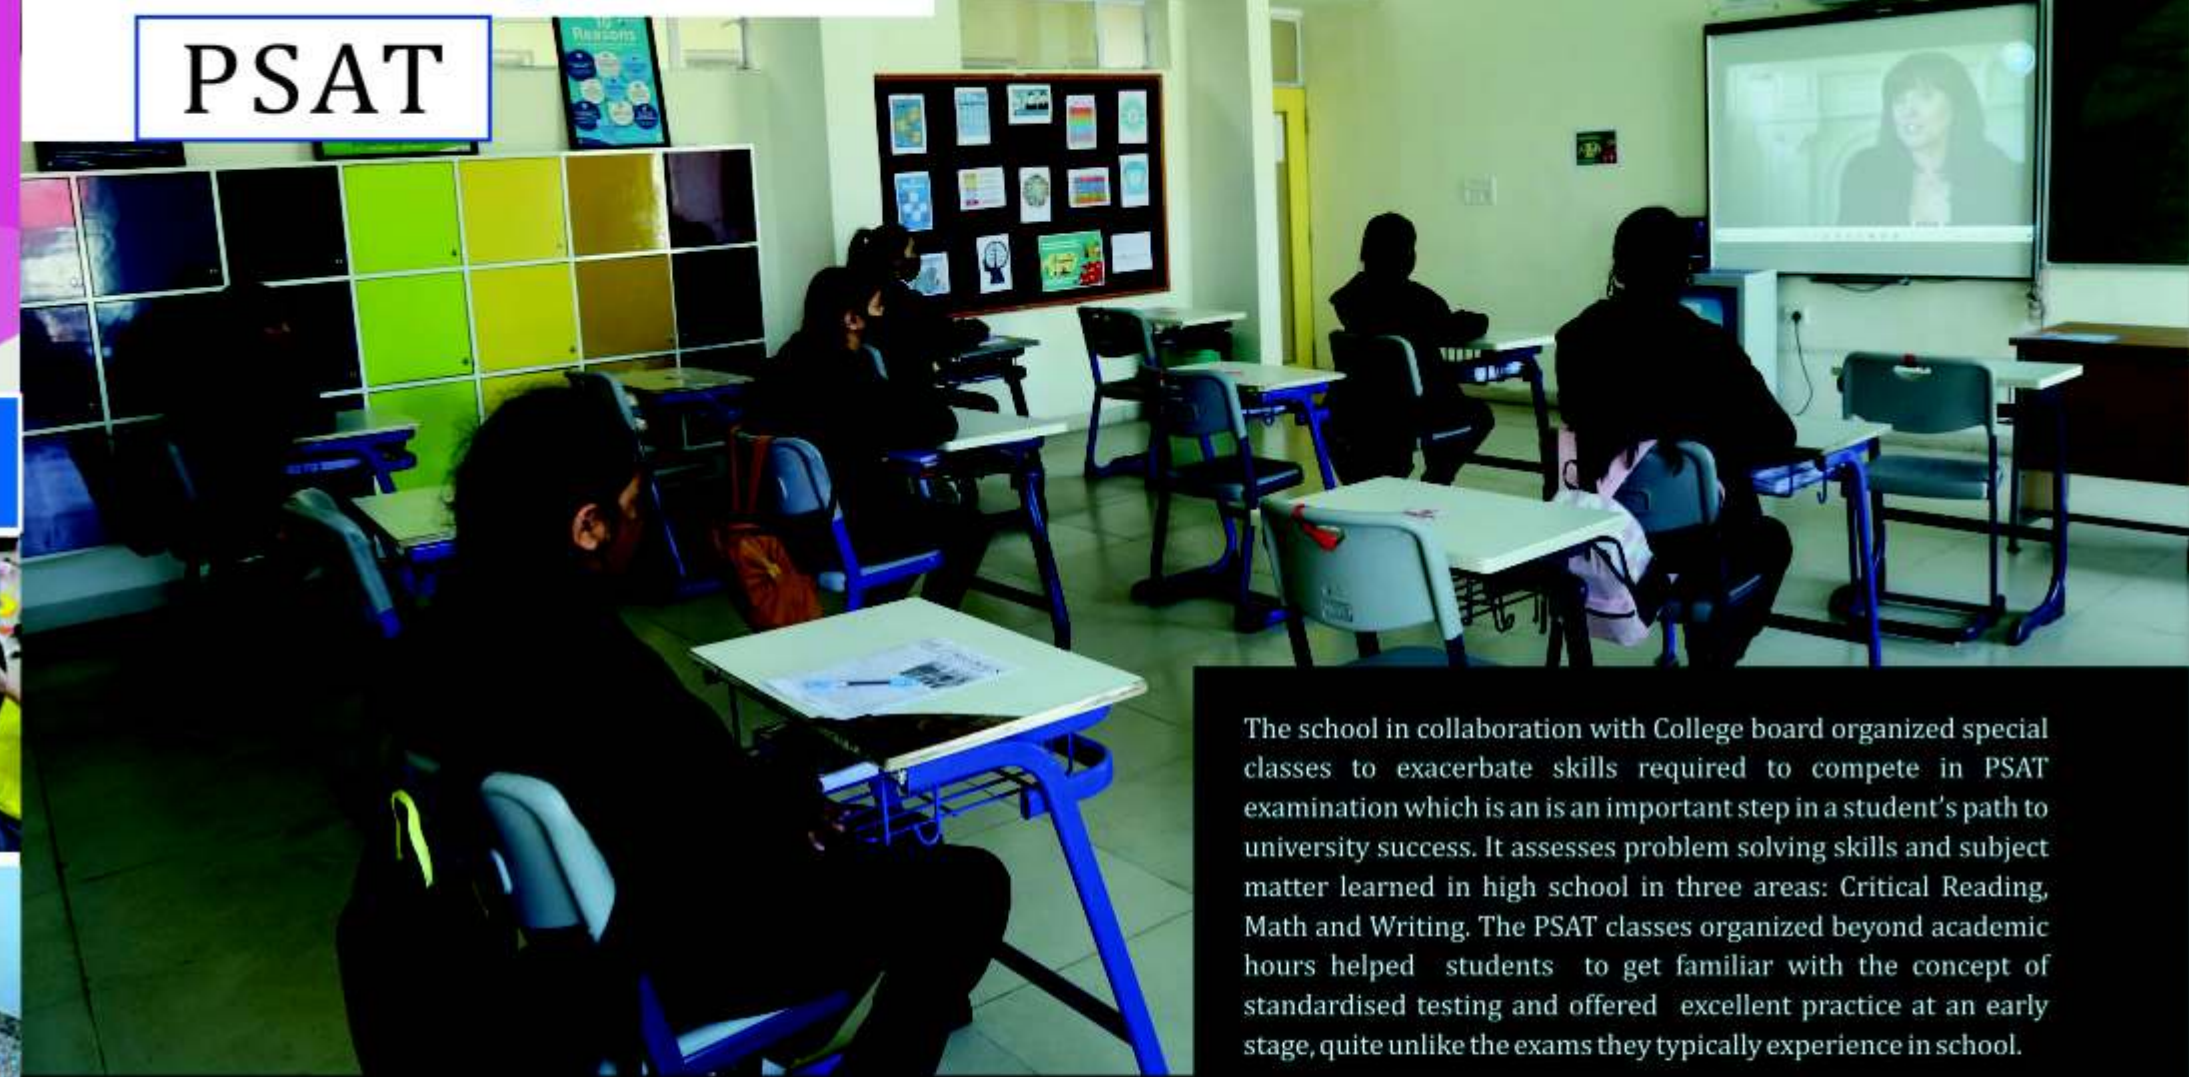 PSAT
10
Reasons
The school in collaboration with College board organized special
classes to exacerbate skills required to compete in PSAT
examination which is an is an important step in a student's path to
university success. It assesses problem solving skills and subject
matter learned in high school in three areas: Critical Reading,
Math and Writing. The PSAT classes organized beyond academic
hours helped students to get familiar with the concept of
standardised testing and offered excellent practice at an early
stage, quite unlike the exams they typically experience in school.